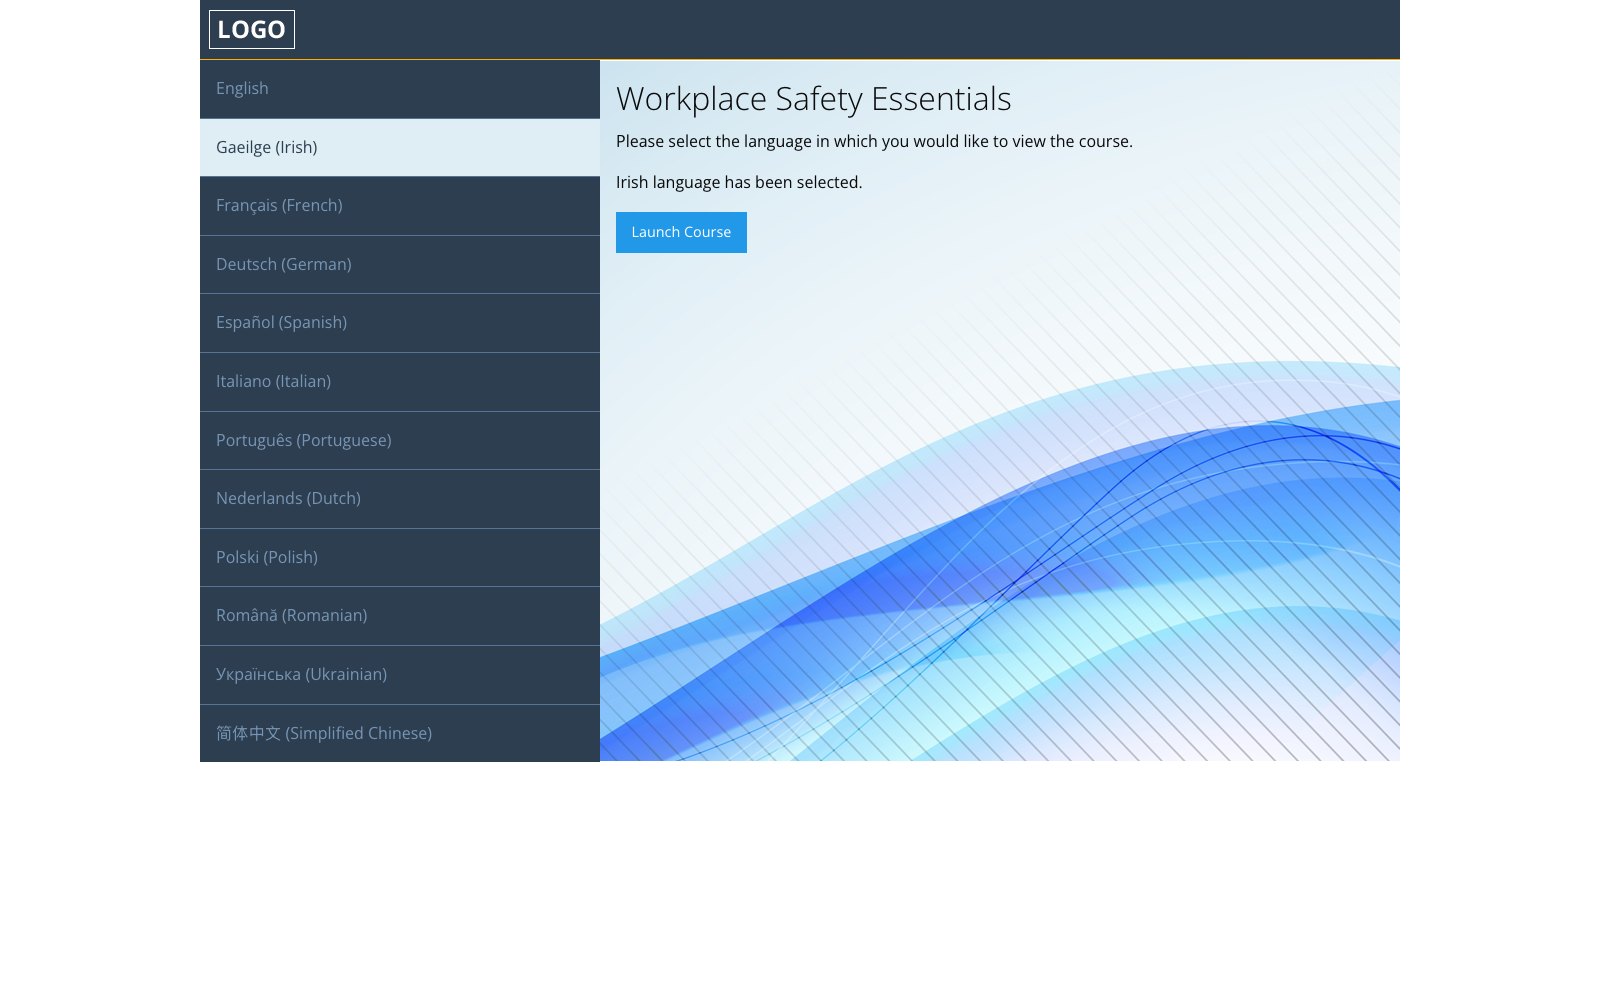 LOGO
English
Gaeilge (Irish)
Français (French)
Deutsch (German)
Español (Spanish)
Italiano (Italian)
Português (Portuguese)
Nederlands (Dutch)
Polski (Polish)
Română (Romanian)
Українська (Ukrainian)
简体中文 (Simplified Chinese)
Workplace Safety Essentials
Please select the language in which you would like to view the course.
Irish language has been selected.
Launch Course